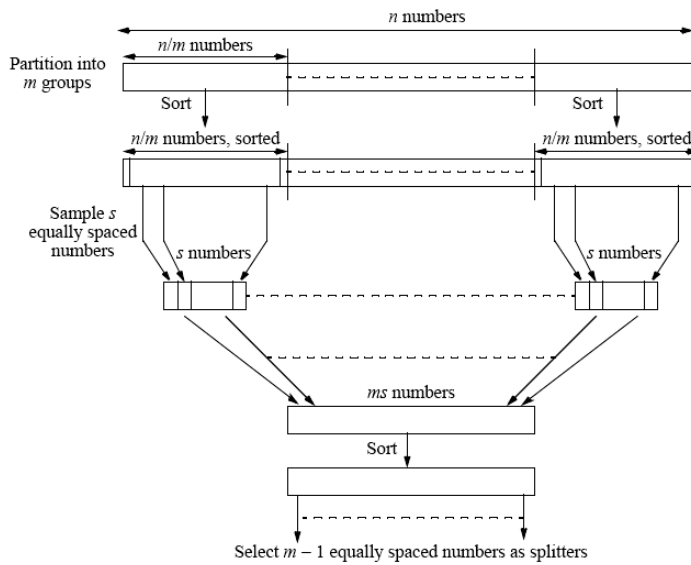 n numbers
n/m numbers
Partition into
m groups
Sort
Sort
n/m numbers, sorted
n/m numbers, sorted
Sample s
equally spaced
numbers
s numbers
s numbers
ms numbers
Sort
Select m – 1 equally spaced numbers as splitters